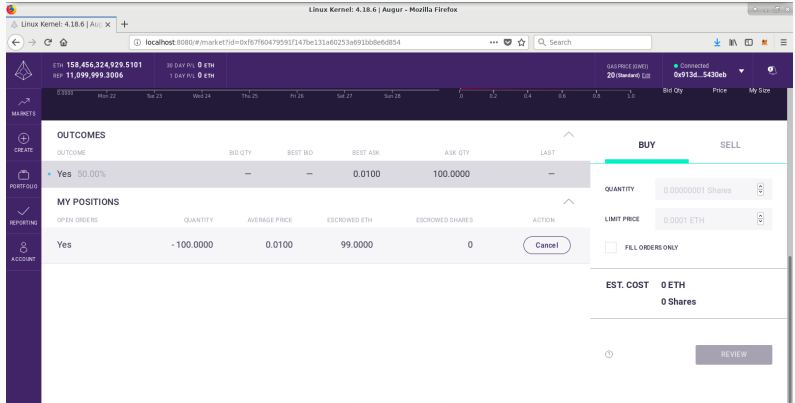 Linux Kernel: 4.18.6 | Augur - Mozilla Firefox
Linux Kernel: 4.18.6 | Aug ×
localhost:8080/#/market?id=0xf67f60479591f147be131a60253a691bb8e6d854
Search
ETH 158,456,324,929.5101
REP 11,099,999.3006
30 DAY P/L 0 ETH
1 DAY P/L 0 ETH
GAS PRICE (GWEI)
20 (Standard) Edit
Connected
0x913d...5430eb
MARKETS
CREATE
PORTFOLIO
REPORTING
ACCOUNT
0.0000
Mon 22 Tue 23 Wed 24 Thu 25 Fri 26 Sat 27 Sun 28
.0 0.2 0.4 0.6 0.8 1.0
Bid Qty Price My Size
OUTCOMES
OUTCOME BID QTY BEST BID BEST ASK ASK QTY LAST
Yes 50.00% — — 0.0100 100.0000 —
MY POSITIONS
OPEN ORDERS QUANTITY AVERAGE PRICE ESCROWED ETH ESCROWED SHARES ACTION
Yes - 100.0000 0.0100 99.0000 0 Cancel
BUY SELL
QUANTITY 0.00000001 Shares
LIMIT PRICE 0.0001 ETH
FILL ORDERS ONLY
EST. COST 0 ETH
0 Shares
REVIEW